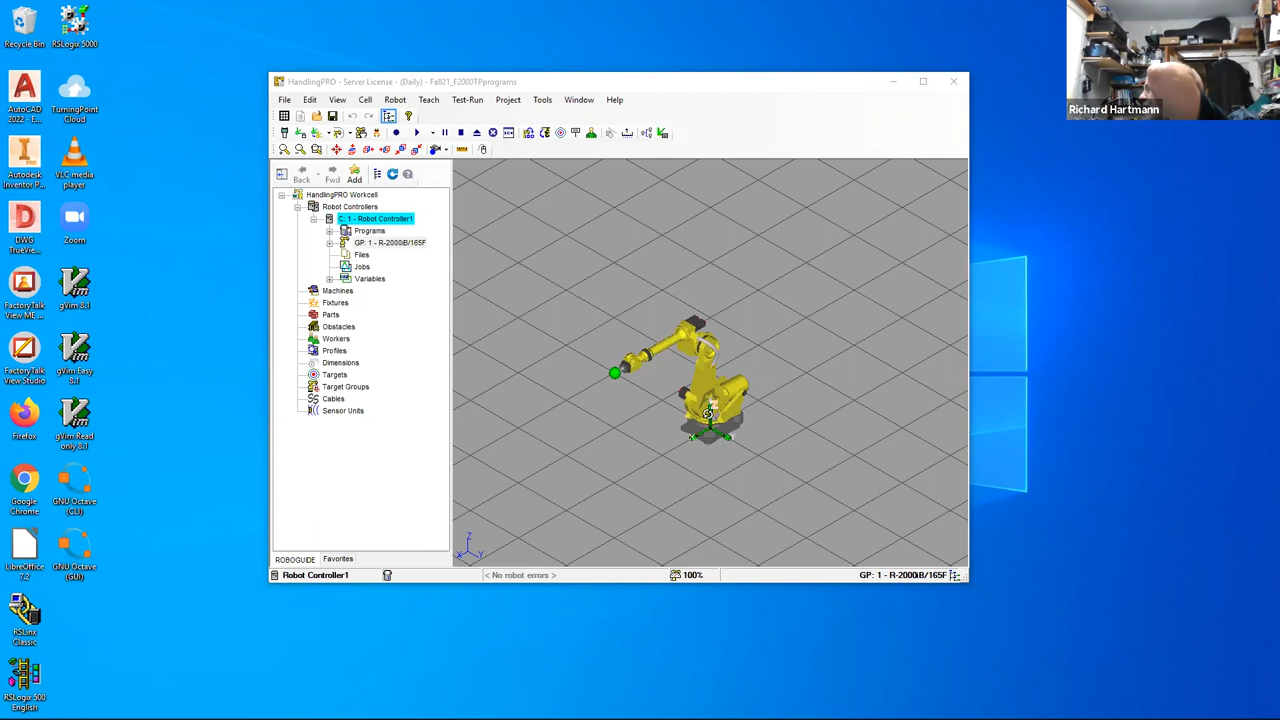 Recycle Bin
RSLogix 5000
AutoCAD
2022 - E...
TurningPoint
Cloud
Autodesk
Inventor P...
VLC media
player
DWG
TrueView...
Zoom
FactoryTalk
View ME ...
gVim 8.1
FactoryTalk
View Studio
gVim Easy
8.1
Firefox
gVim Read
only 8.1
Google
Chrome
GNU Octave
(CLI)
LibreOffice
7.2
GNU Octave
(GUI)
RSLinx
Classic
RSLogix 500
English
HandlingPRO - Server License - (Daily) - Fall21_F2000TPprograms
File Edit View Cell Robot Teach Test-Run Project Tools Window Help
Back Fwd Add
HandlingPRO Workcell
Robot Controllers
C: 1 - Robot Controller1
Programs
GP: 1 - R-2000iB/165F
Files
Jobs
Variables
Machines
Fixtures
Parts
Obstacles
Workers
Profiles
Dimensions
Targets
Target Groups
Cables
Sensor Units
ROBOGUIDE Favorites
Z
X Y
Robot Controller1 < No robot errors > 100% GP: 1 - R-2000iB/165F
Richard Hartmann